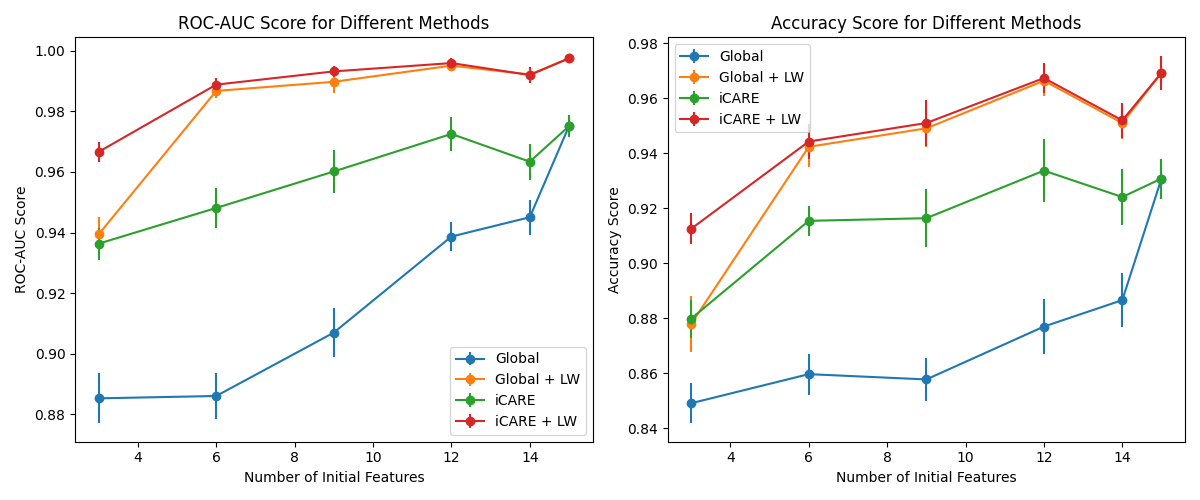 ROC-AUC Score for Different Methods
ROC-AUC Score
1.00
0.98
0.96
0.94
0.92
0.90
0.88
4 6 8 10 12 14
Number of Initial Features
Global
Global + LW
iCARE
iCARE + LW
Accuracy Score for Different Methods
Accuracy Score
0.98
0.96
0.94
0.92
0.90
0.88
0.86
0.84
4 6 8 10 12 14
Number of Initial Features
Global
Global + LW
iCARE
iCARE + LW